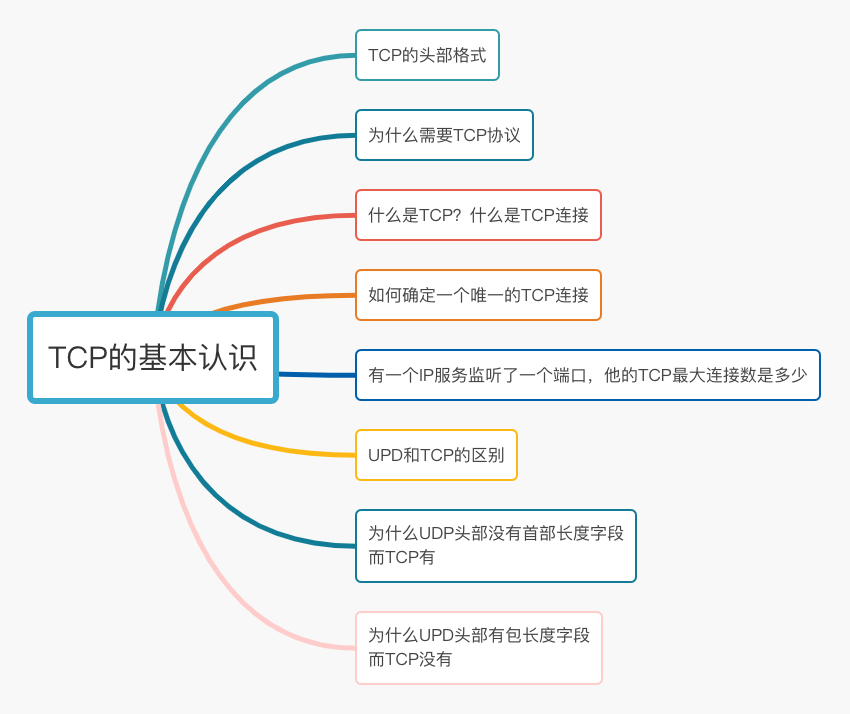 TCP的头部格式
为什么需要TCP协议
什么是TCP？什么是TCP连接
如何确定一个唯一的TCP连接
TCP的基本认识
有一个IP服务监听了一个端口，他的TCP最大连接数是多少
UPD和TCP的区别
为什么UDP头部没有首部长度字段
而TCP有
为什么UPD头部有包长度字段
而TCP没有